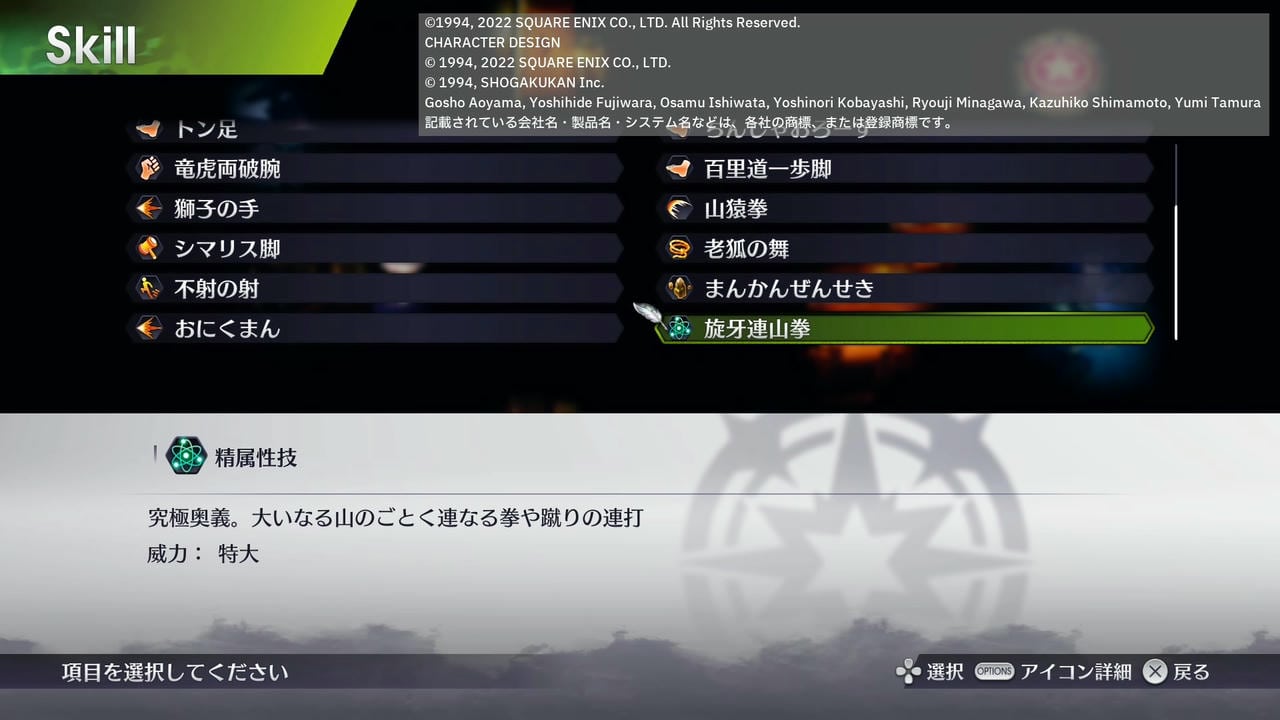 Skill
©1994, 2022 SQUARE ENIX CO., LTD. All Rights Reserved.
CHARACTER DESIGN
© 1994, 2022 SQUARE ENIX CO., LTD.
© 1994, SHOGAKUKAN Inc.
Gosho Aoyama, Yoshihide Fujiwara, Osamu Ishiwata, Yoshinori Kobayashi, Ryouji Minagawa, Kazuhiko Shimamoto, Yumi Tamura
記載されている会社名・製品名・システム名などは、各社の商標、または登録商標です。
トン足
竜虎両破腕
百里道一歩脚
獅子の手
山猿拳
シマリス脚
老狐の舞
不射の射
まんかんぜんせき
おにくまん
旋牙連山拳
精属性技
究極奥義。大いなる山のごとく連なる拳や蹴りの連打
威力： 特大
項目を選択してください
選択 OPTIONS アイコン詳細 戻る